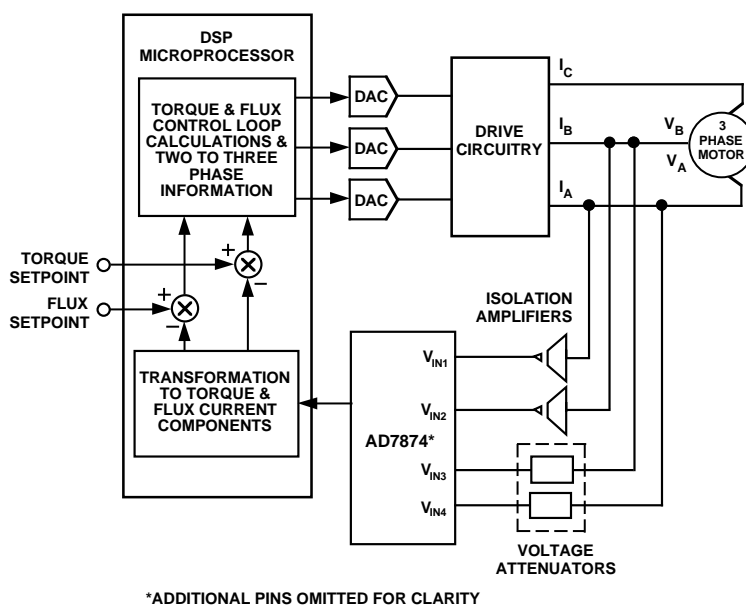 DSP
MICROPROCESSOR
TORQUE & FLUX
CONTROL LOOP
CALCULATIONS &
TWO TO THREE
PHASE
INFORMATION
DAC
DAC
DAC
DRIVE
CIRCUITRY
IC
IB
IA
VB
VA
3
PHASE
MOTOR
TORQUE
SETPOINT
FLUX
SETPOINT
+
−
+
−
TRANSFORMATION
TO TORQUE &
FLUX CURRENT
COMPONENTS
ISOLATION
AMPLIFIERS
VIN1
VIN2
AD7874*
VIN3
VIN4
VOLTAGE
ATTENUATORS
*ADDITIONAL PINS OMITTED FOR CLARITY